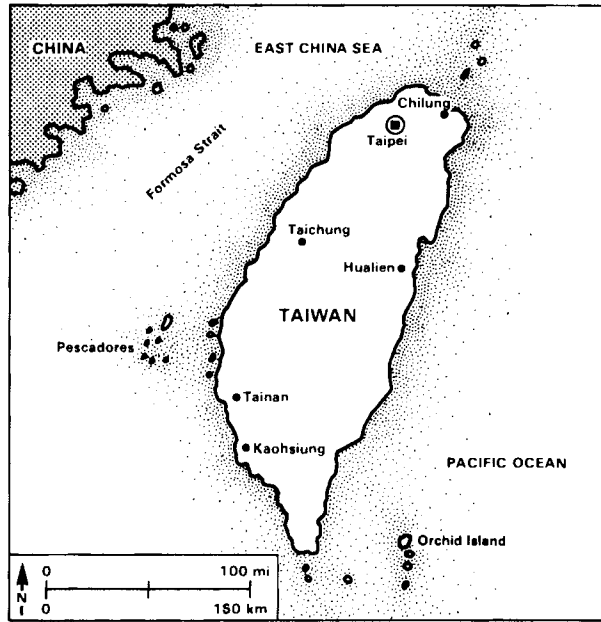 CHINA
EAST CHINA SEA
Chilung
Taipei
Formosa Strait
Taichung
Hualien
TAIWAN
Pescadores
Tainan
Kaohsiung
PACIFIC OCEAN
Orchid Island
N
0 100 mi
0 150 km